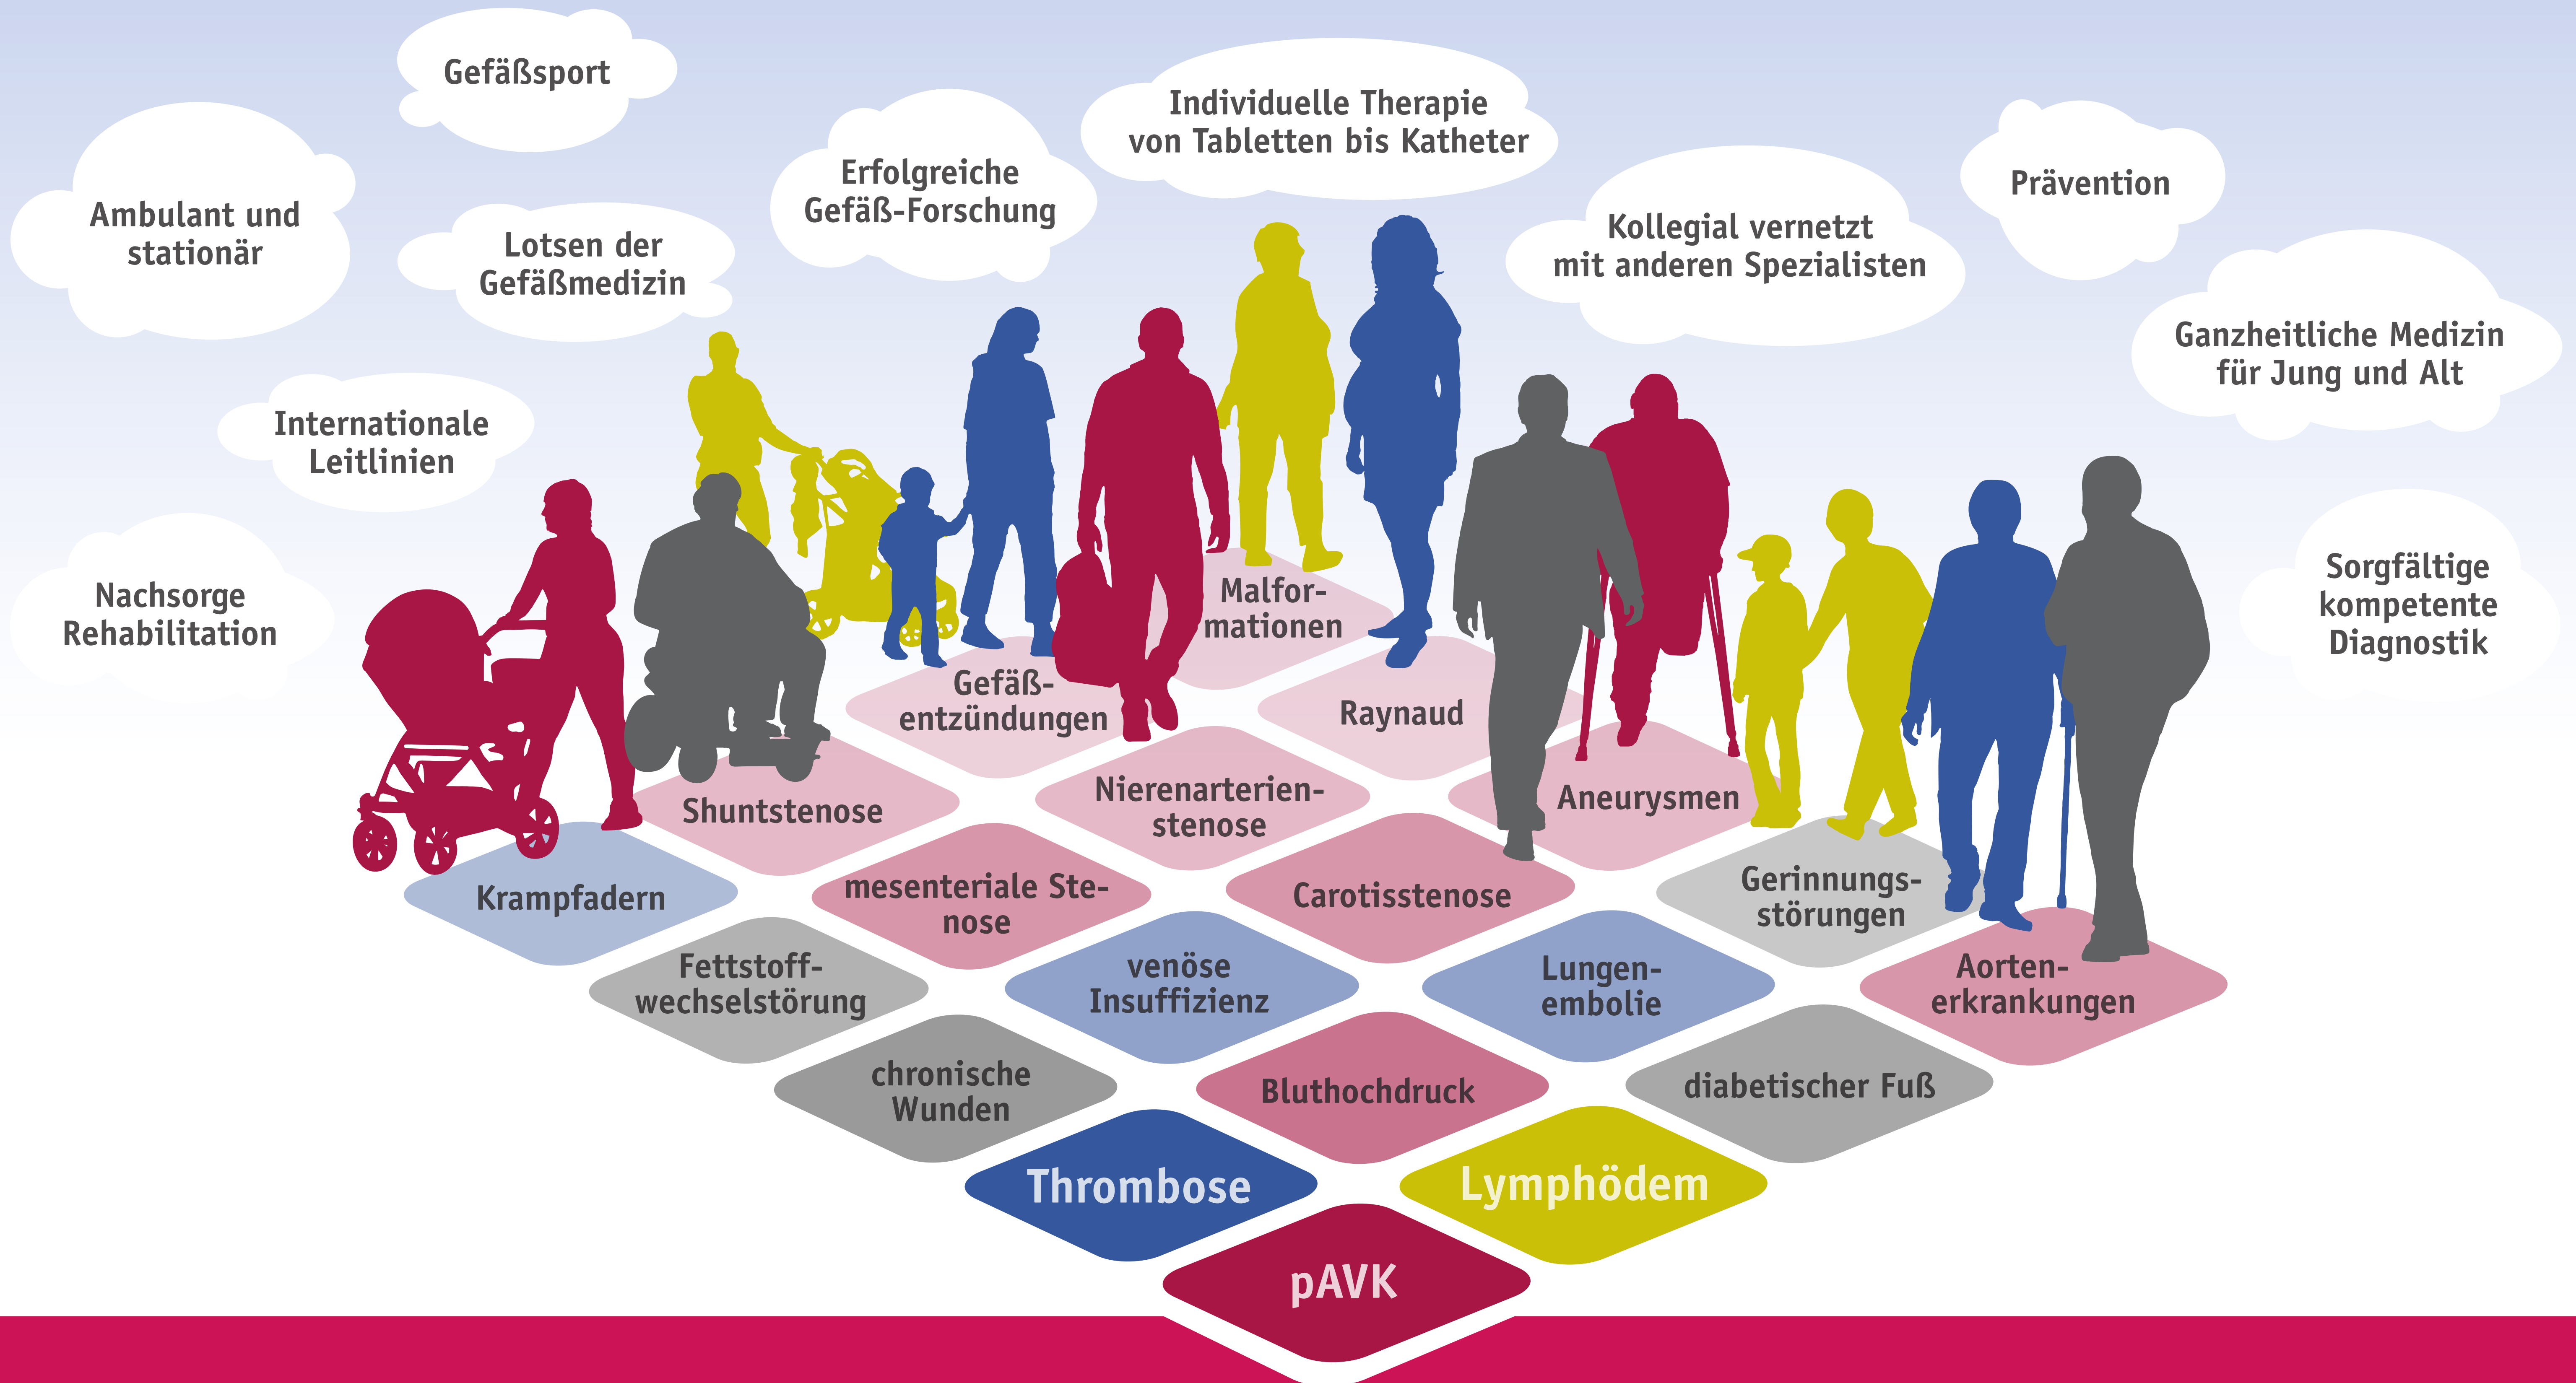 Gefäßsport
Individuelle Therapie
von Tabletten bis Katheter
Erfolgreiche
Gefäß-Forschung
Prävention
Ambulant und
stationär
Lotsen der
Gefäßmedizin
Kollegial vernetzt
mit anderen Spezialisten
Ganzheitliche Medizin
für Jung und Alt
Internationale
Leitlinien
Nachsorge
Rehabilitation
Sorgfältige
kompetente
Diagnostik
Malfor-
mationen
Gefäß-
entzündungen
Raynaud
Shuntstenose
Nierenarterien-
stenose
Aneurysmen
Krampfadern
mesenteriale Ste-
nose
Carotisstenose
Gerinnungs-
störungen
Fettstoff-
wechselstörung
venöse
Insuffizienz
Lungen-
embolie
Aorten-
erkrankungen
chronische
Wunden
Bluthochdruck
diabetischer Fuß
Thrombose
Lymphödem
pAVK